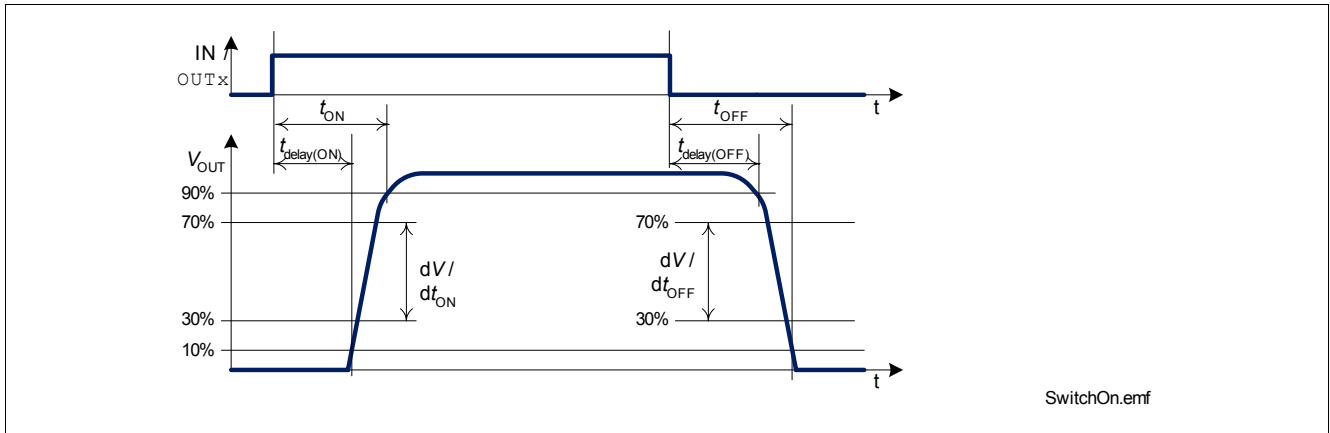 IN /
OUTx
t
tON
tOFF
tdelay(ON)
tdelay(OFF)
VOUT
90%
70%
70%
dV /
dtON
dV /
dtOFF
30%
30%
10%
t
SwitchOn.emf